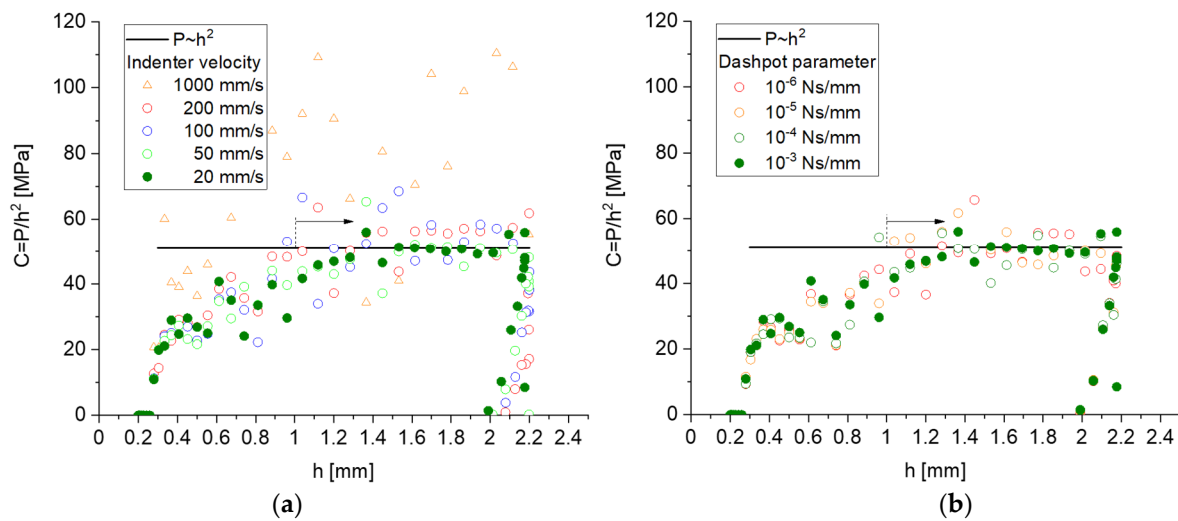 120
100
80
60
40
20
0
C=P/h² [MPa]
P~h²
Indenter velocity
1000 mm/s
200 mm/s
100 mm/s
50 mm/s
20 mm/s
0 0.2 0.4 0.6 0.8 1 1.2 1.4 1.6 1.8 2 2.2 2.4
h [mm]
(a)
120
100
80
60
40
20
0
C=P/h² [MPa]
P~h²
Dashpot parameter
10⁻⁶ Ns/mm
10⁻⁵ Ns/mm
10⁻⁴ Ns/mm
10⁻³ Ns/mm
0 0.2 0.4 0.6 0.8 1 1.2 1.4 1.6 1.8 2 2.2 2.4
h [mm]
(b)